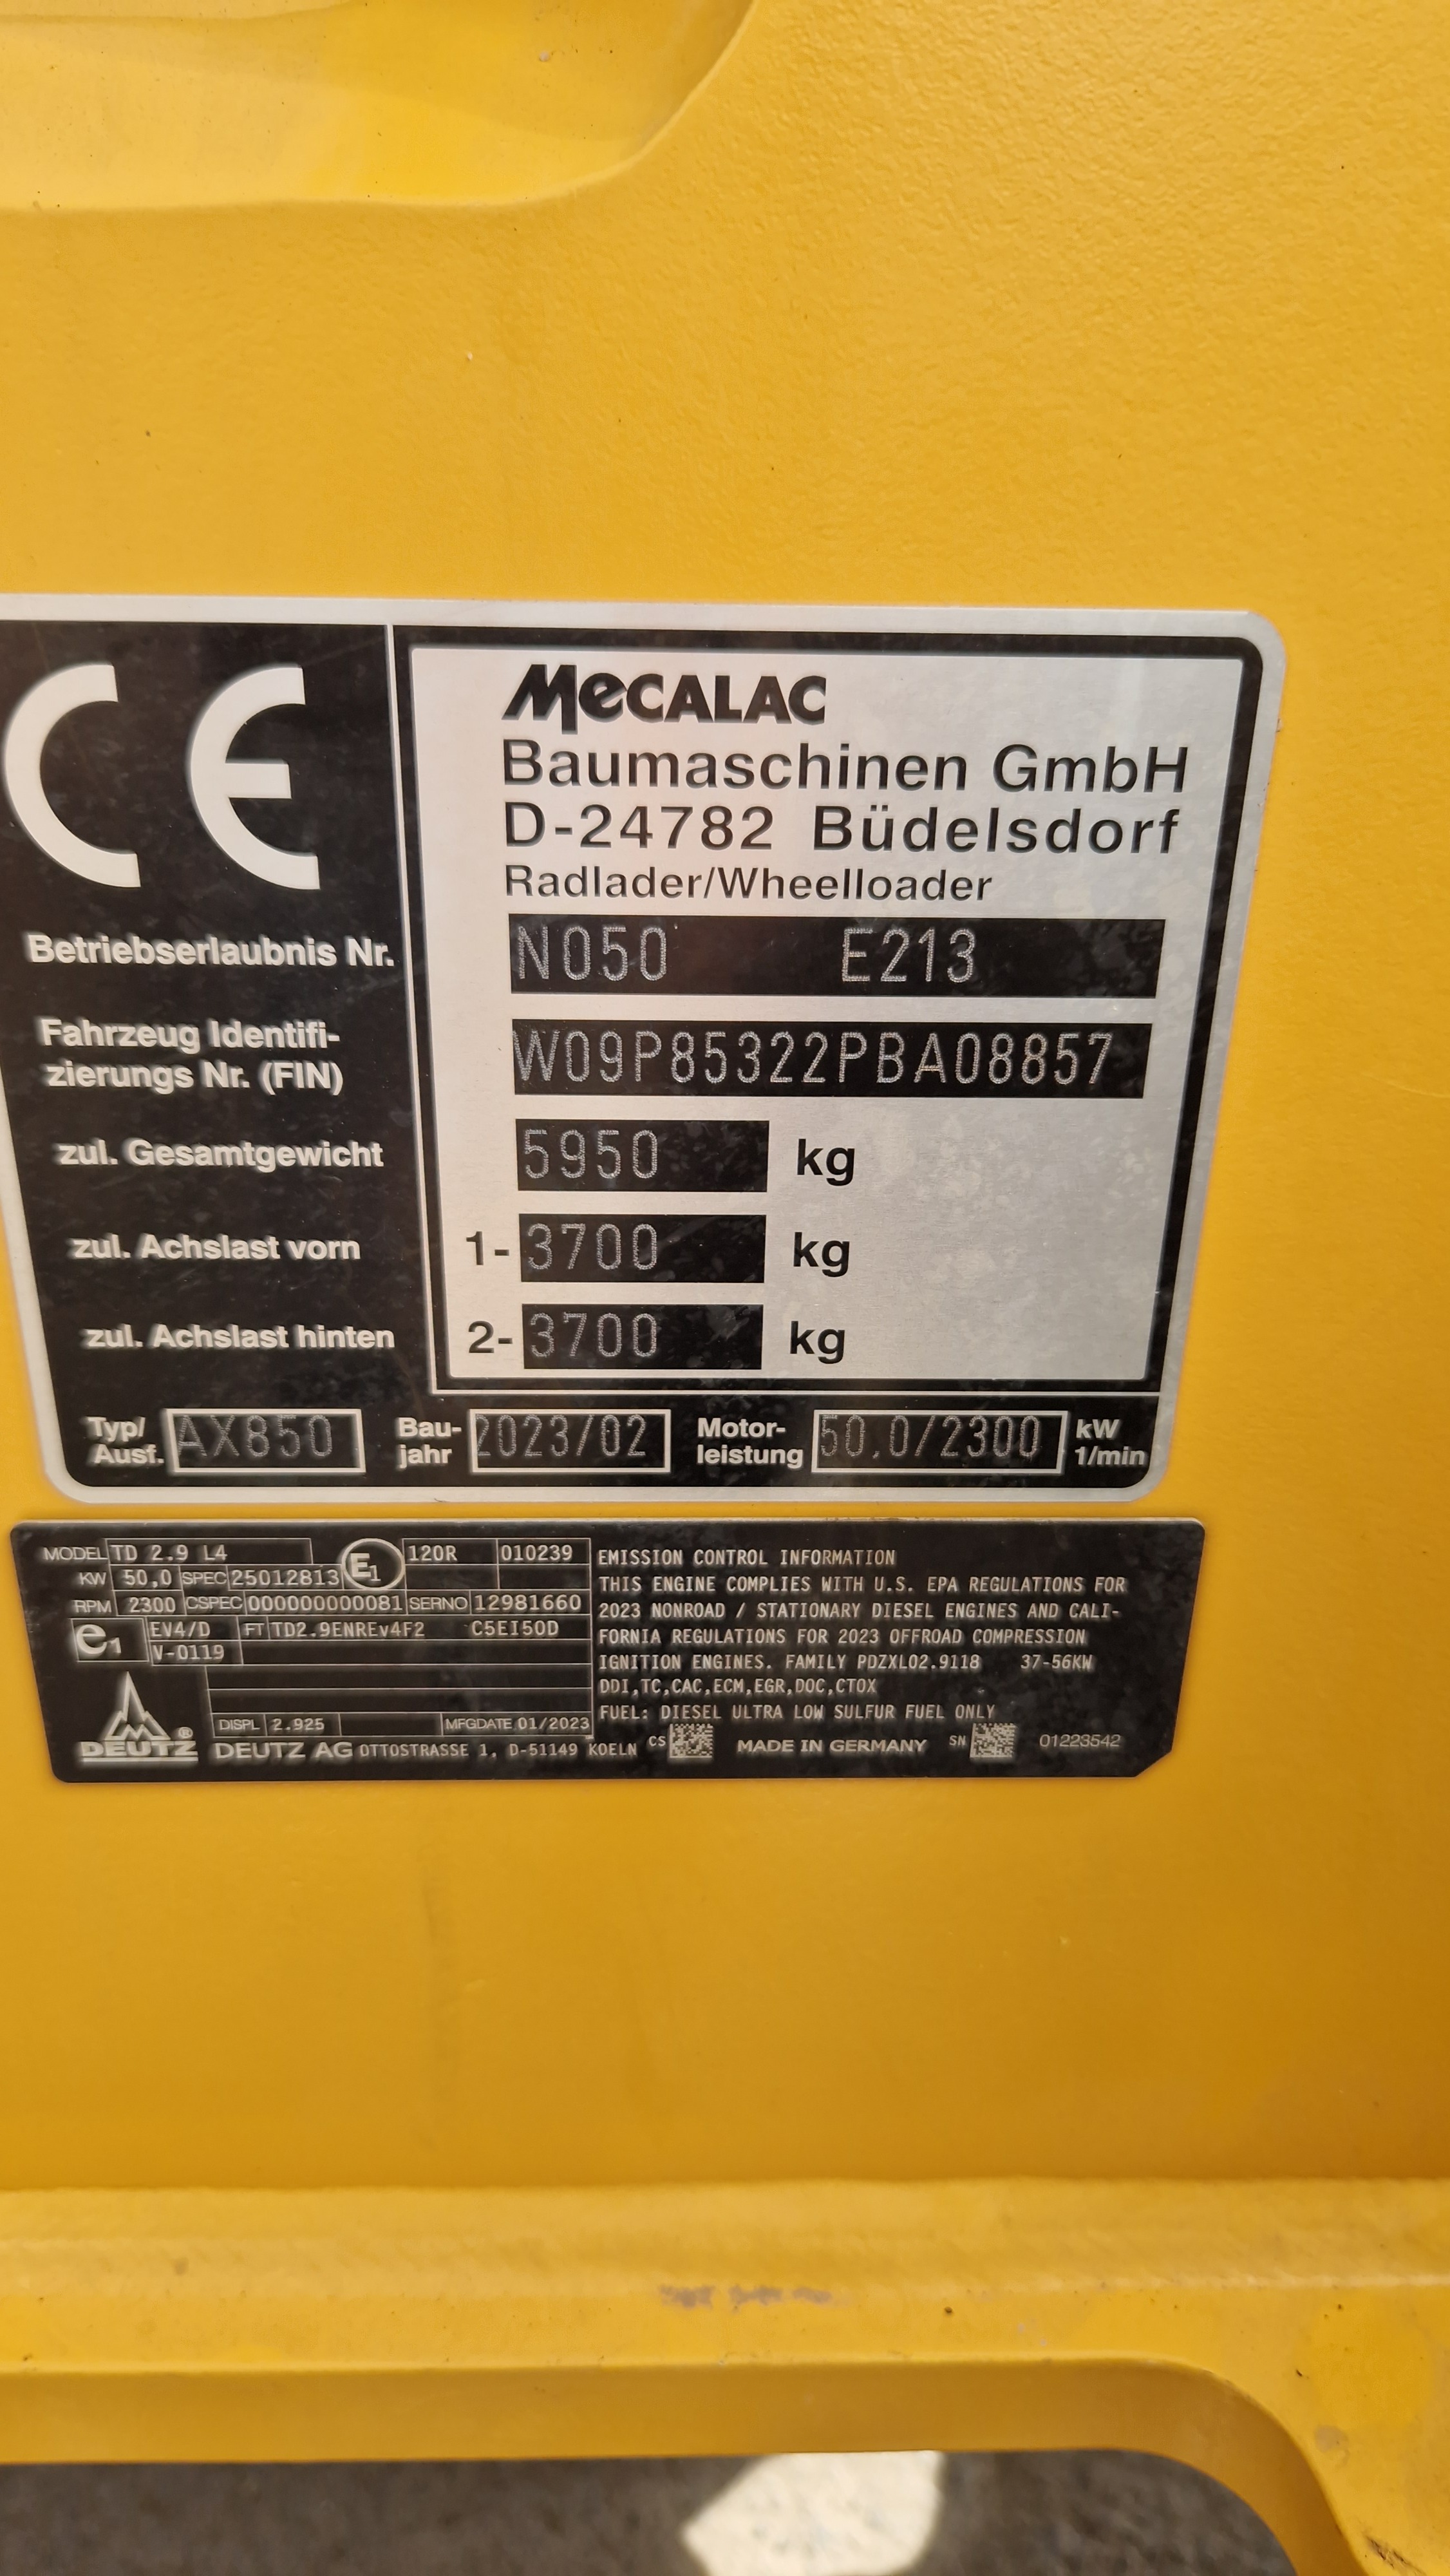 CE
MeCALAC
Baumaschinen GmbH
D-24782 Büdelsdorf
Radlader/Wheelloader
Betriebserlaubnis Nr. N050 E213
Fahrzeug Identifi-
zierungs Nr. (FIN) W09P85322PBA08857
zul. Gesamtgewicht 5950 kg
zul. Achslast vorn 1- 3700 kg
zul. Achslast hinten 2- 3700 kg
Typ/ Ausf. AX850 Bau- jahr 2023/02 Motor- leistung 50,0/2300 kW 1/min
MODEL TD 2.9 L4 E1 120R 010239
KW 50,0 SPEC 25012813
RPM 2300 CSPEC 000000000081 SERNO 12981660
e1 EV4/D FT TD2.9ENREv4F2 C5EI50D
V-0119
DISPL 2.925 MFGDATE 01/2023
EMISSION CONTROL INFORMATION
THIS ENGINE COMPLIES WITH U.S. EPA REGULATIONS FOR
2023 NONROAD / STATIONARY DIESEL ENGINES AND CALI-
FORNIA REGULATIONS FOR 2023 OFFROAD COMPRESSION
IGNITION ENGINES. FAMILY PDZXL02.9118 37-56KW
DDI,TC,CAC,ECM,EGR,DOC,CTOX
FUEL: DIESEL ULTRA LOW SULFUR FUEL ONLY
DEUTZ® DEUTZ AG OTTOSTRASSE 1, D-51149 KOELN CS MADE IN GERMANY SN 01223542